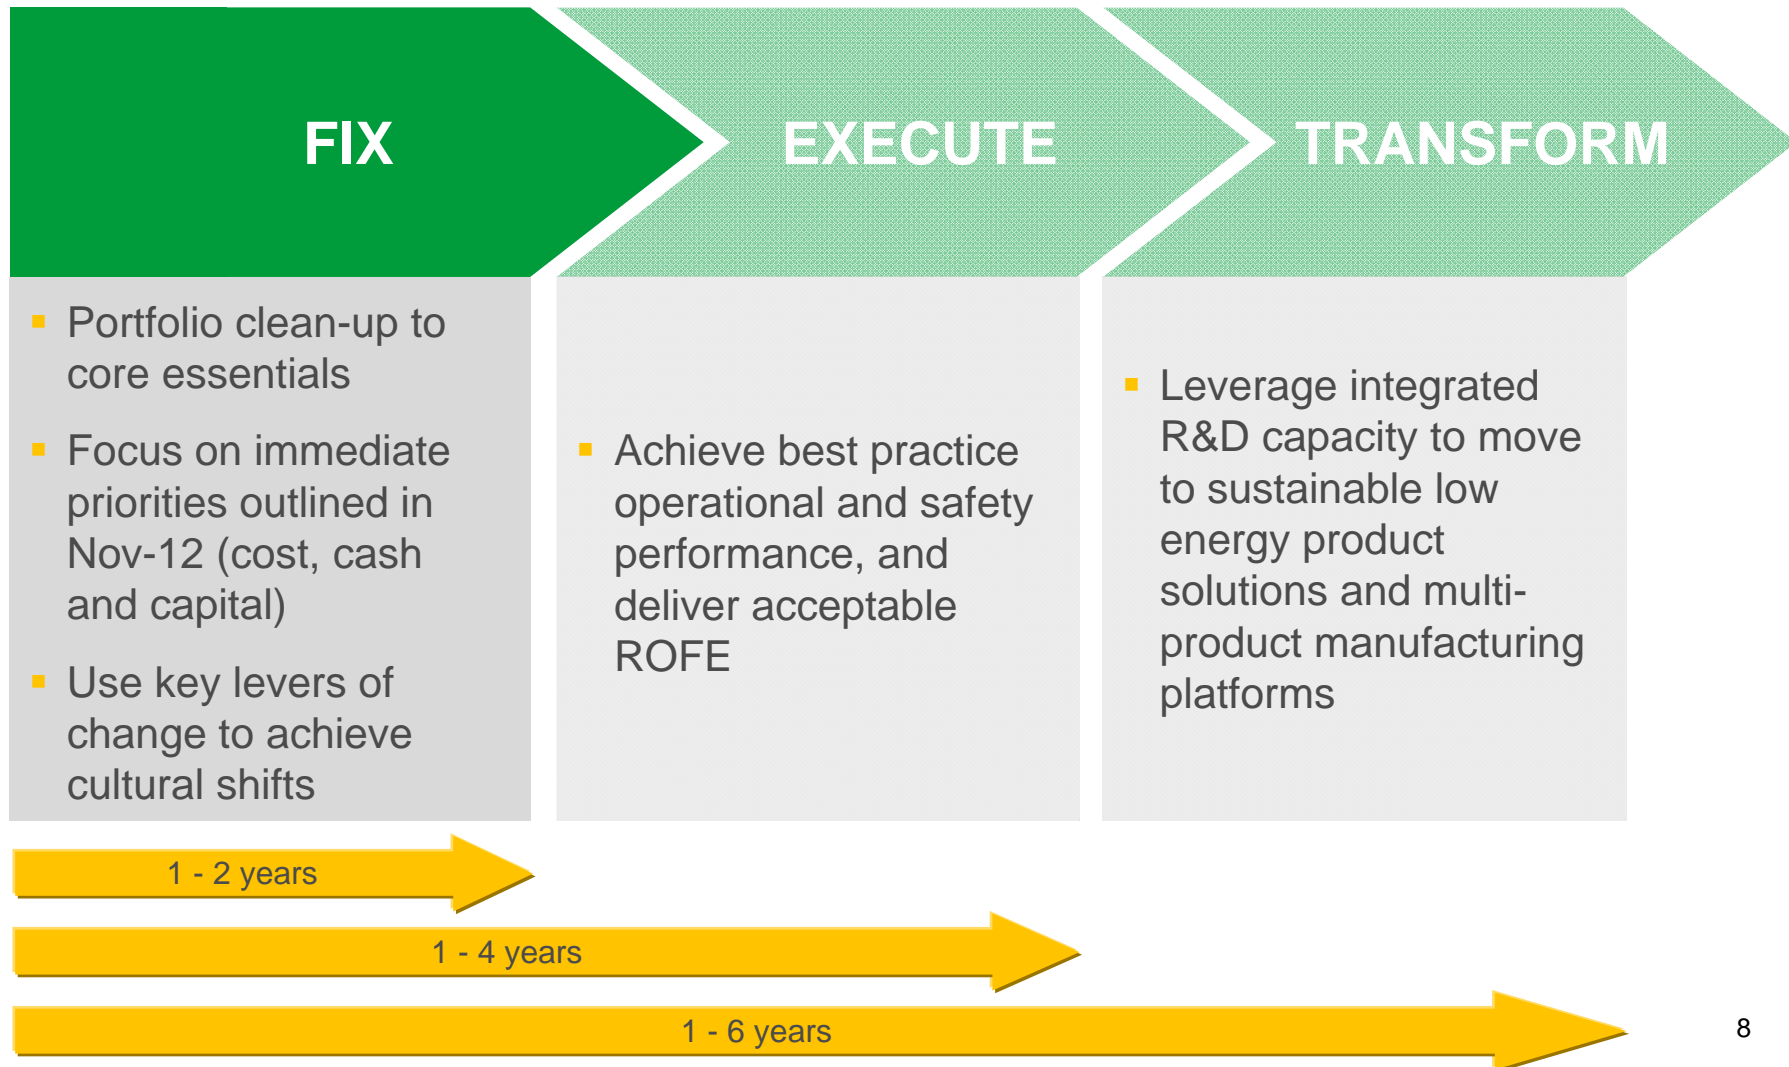 FIX
EXECUTE
TRANSFORM
Portfolio clean-up to
core essentials
Focus on immediate
priorities outlined in
Nov-12 (cost, cash
and capital)
Use key levers of
change to achieve
cultural shifts
Achieve best practice
operational and safety
performance, and
deliver acceptable
ROFE
Leverage integrated
R&D capacity to move
to sustainable low
energy product
solutions and multi-
product manufacturing
platforms
1 - 2 years
1 - 4 years
1 - 6 years
8